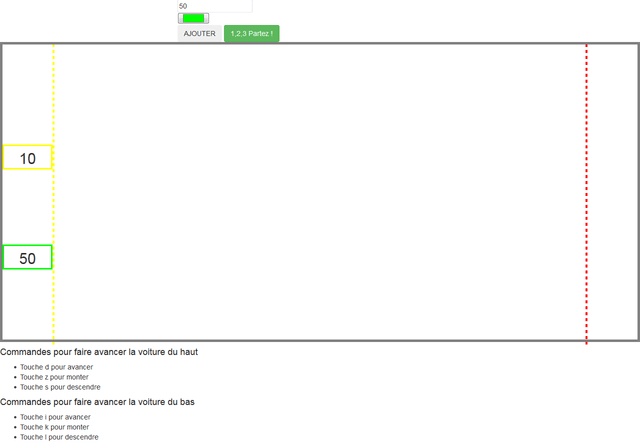 50
AJOUTER 1,2,3 Partez !
10
50
Commandes pour faire avancer la voiture du haut
Touche d pour avancer
Touche z pour monter
Touche s pour descendre
Commandes pour faire avancer la voiture du bas
Touche i pour avancer
Touche k pour monter
Touche l pour descendre